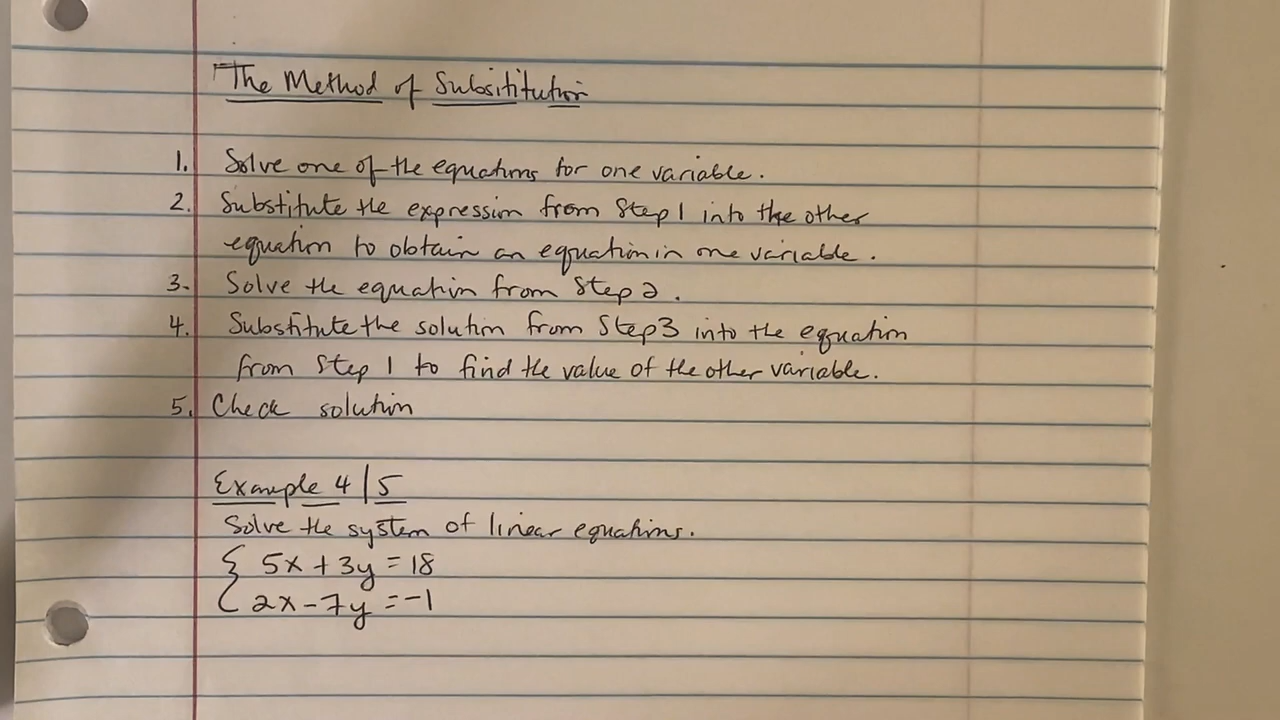 The Method of Subsititution
1. Solve one of the equations for one variable.
2. Substitute the expression from Step 1 into the other
equation to obtain an equation in one variable.
3. Solve the equation from Step 2.
4. Substitute the solution from Step 3 into the equation
from Step 1 to find the value of the other variable.
5. Check solution
Example 4 | 5
Solve the system of linear equations.
{ 5x + 3y = 18
2x - 7y = -1